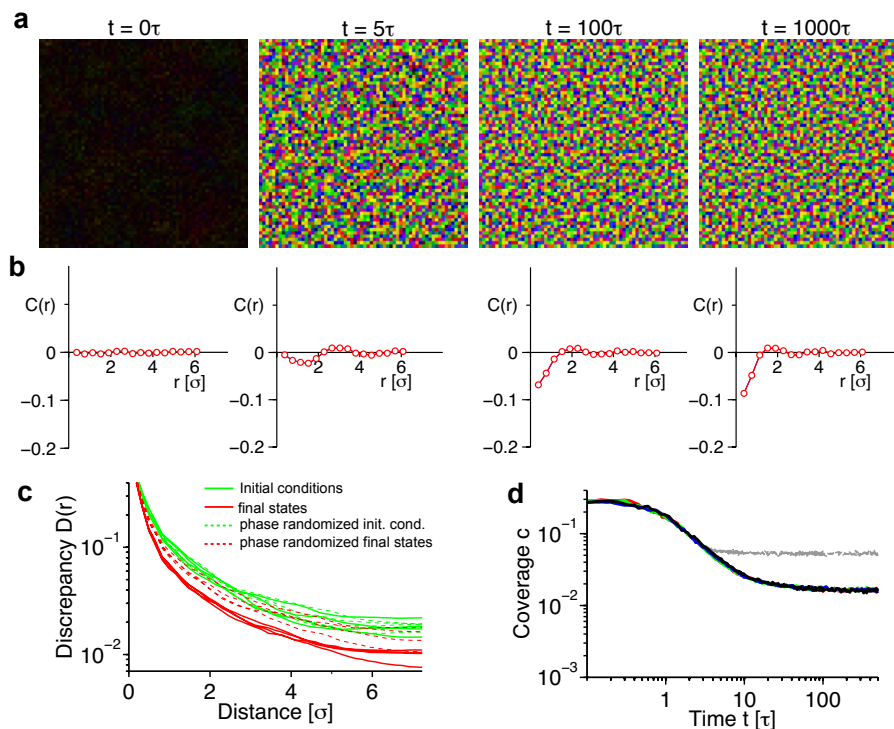 a
t = 0τ
t = 5τ
t = 100τ
t = 1000τ
b
C(r)
0
−0.1
−0.2
2
4
6
r [σ]
C(r)
0
−0.1
−0.2
2
4
6
r [σ]
C(r)
0
−0.1
−0.2
2
4
6
r [σ]
C(r)
0
−0.1
−0.2
2
4
6
r [σ]
c
Discrepancy D(r)
10⁻¹
10⁻²
0
2
4
6
Distance [σ]
Initial conditions
final states
phase randomized init. cond.
phase randomized final states
d
Coverage c
10⁻¹
10⁻²
10⁻³
1
10
100
Time t [τ]